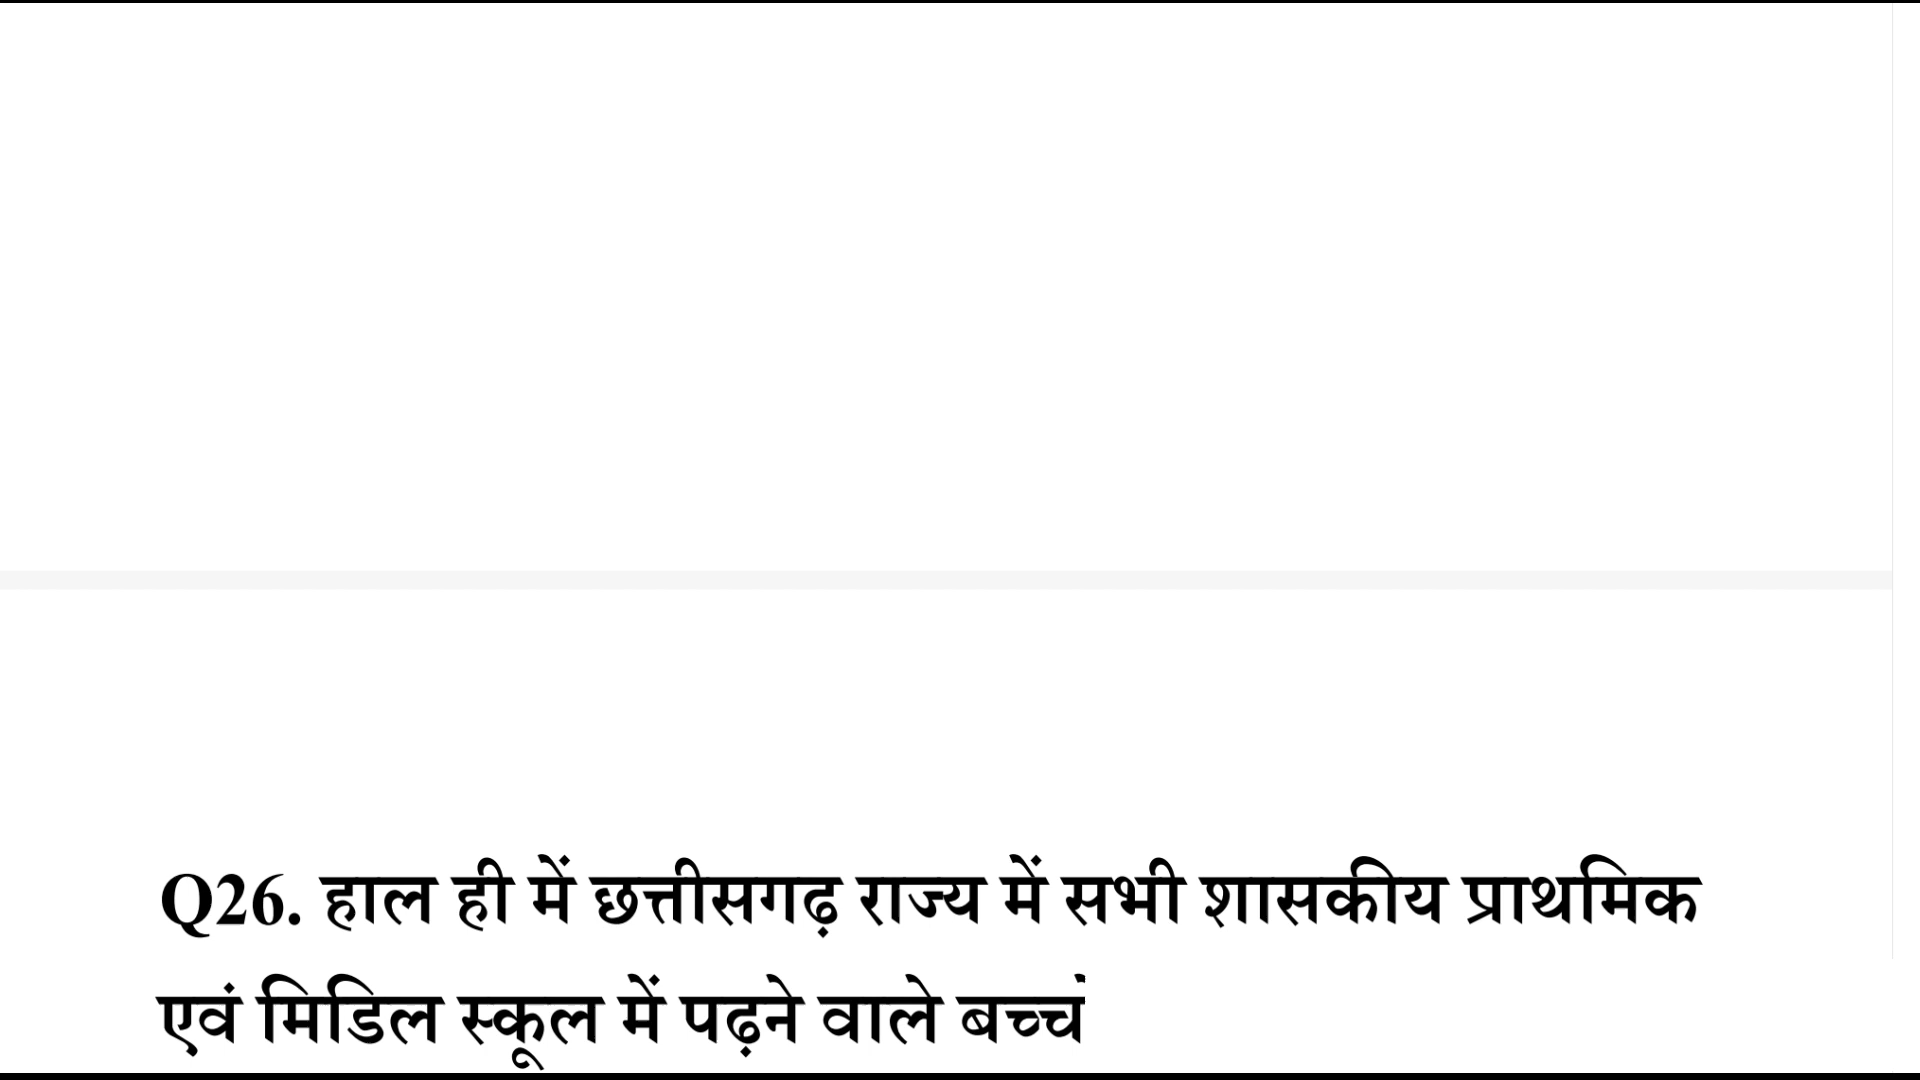 Q26. हाल ही में छत्तीसगढ़ राज्य में सभी शासकीय प्राथमिक
एवं मिडिल स्कूल में पढ़ने वाले